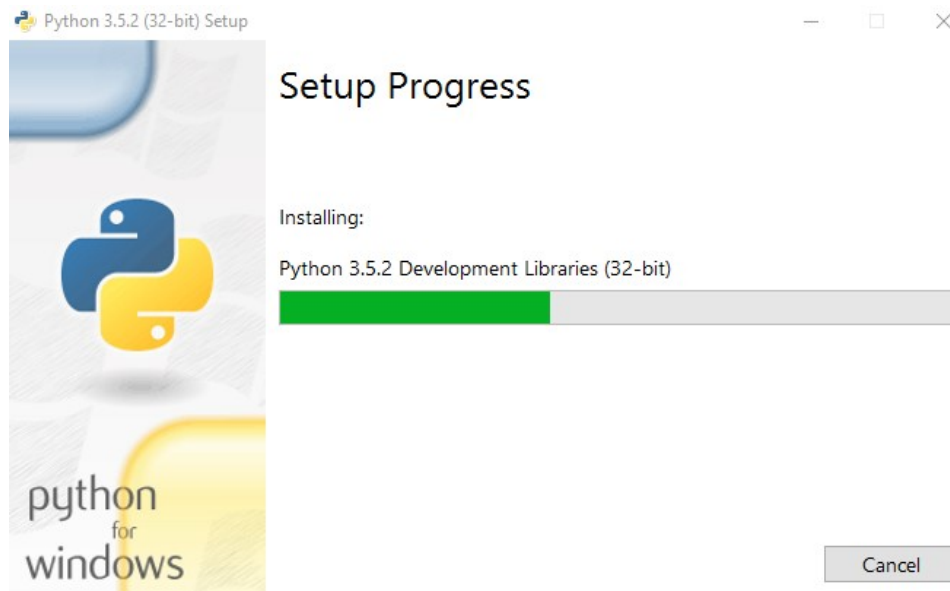 Python 3.5.2 (32-bit) Setup
Setup Progress
Installing:
Python 3.5.2 Development Libraries (32-bit)
python
for
windows
Cancel